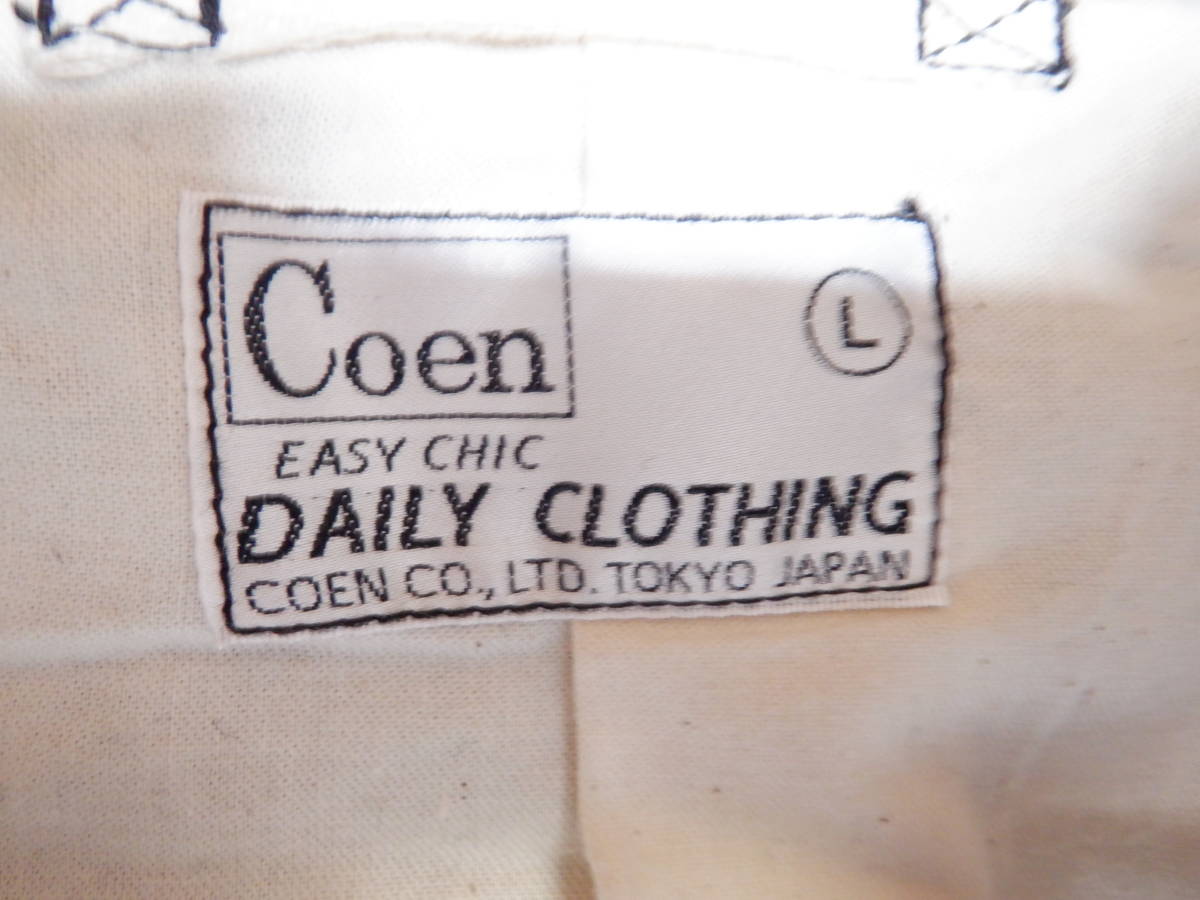 Coen
L
EASY CHIC
DAILY CLOTHING
COEN CO., LTD. TOKYO JAPAN